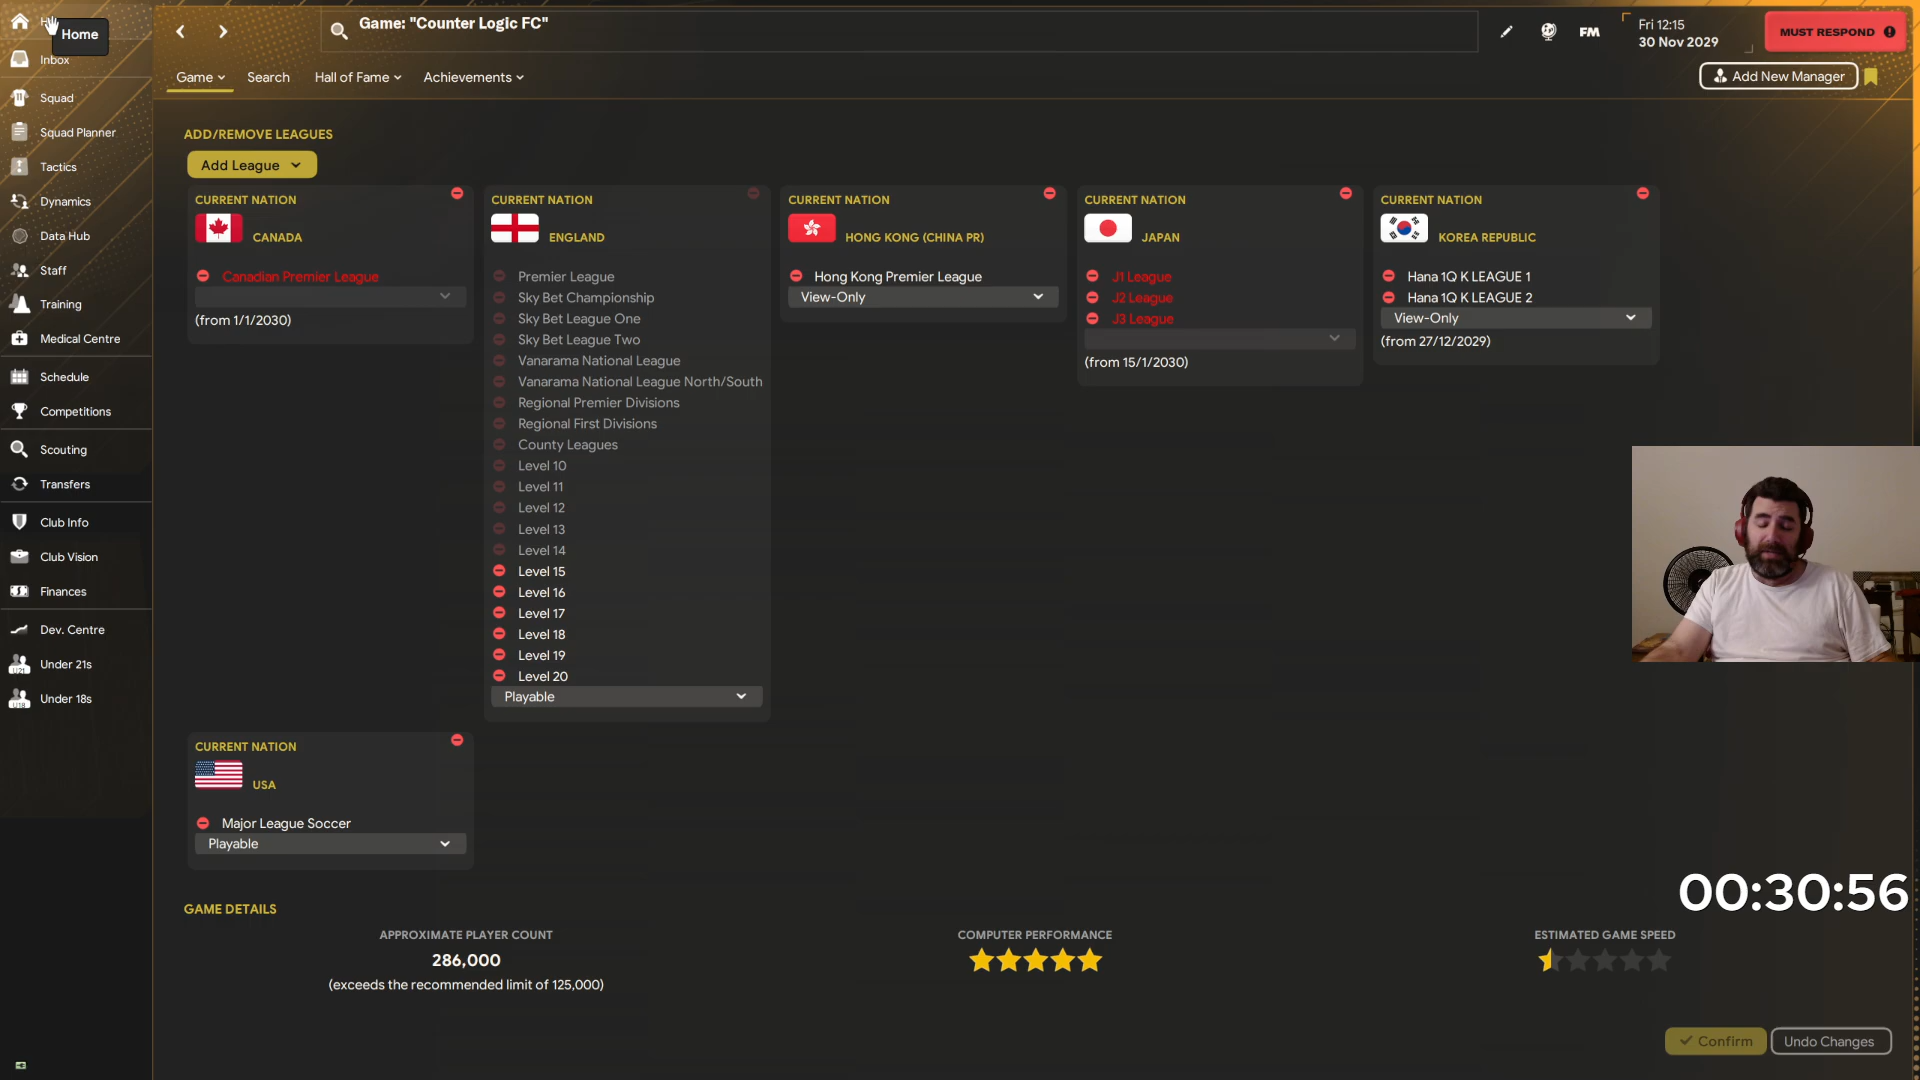 Home
Inbox
Squad
Squad Planner
Tactics
Dynamics
Data Hub
Staff
Training
Medical Centre
Schedule
Competitions
Scouting
Transfers
Club Info
Club Vision
Finances
Dev. Centre
Under 21s
Under 18s
Game: "Counter Logic FC"
FM
Fri 12:15
30 Nov 2029
MUST RESPOND
Game
Search
Hall of Fame
Achievements
Add New Manager
ADD/REMOVE LEAGUES
Add League
CURRENT NATION
CANADA
Canadian Premier League
(from 1/1/2030)
CURRENT NATION
ENGLAND
Premier League
Sky Bet Championship
Sky Bet League One
Sky Bet League Two
Vanarama National League
Vanarama National League North/South
Regional Premier Divisions
Regional First Divisions
County Leagues
Level 10
Level 11
Level 12
Level 13
Level 14
Level 15
Level 16
Level 17
Level 18
Level 19
Level 20
Playable
CURRENT NATION
HONG KONG (CHINA PR)
Hong Kong Premier League
View-Only
CURRENT NATION
JAPAN
J1 League
J2 League
J3 League
(from 15/1/2030)
CURRENT NATION
KOREA REPUBLIC
Hana 1Q K LEAGUE 1
Hana 1Q K LEAGUE 2
View-Only
(from 27/12/2029)
CURRENT NATION
USA
Major League Soccer
Playable
00:30:56
GAME DETAILS
APPROXIMATE PLAYER COUNT
286,000
(exceeds the recommended limit of 125,000)
COMPUTER PERFORMANCE
ESTIMATED GAME SPEED
Confirm
Undo Changes